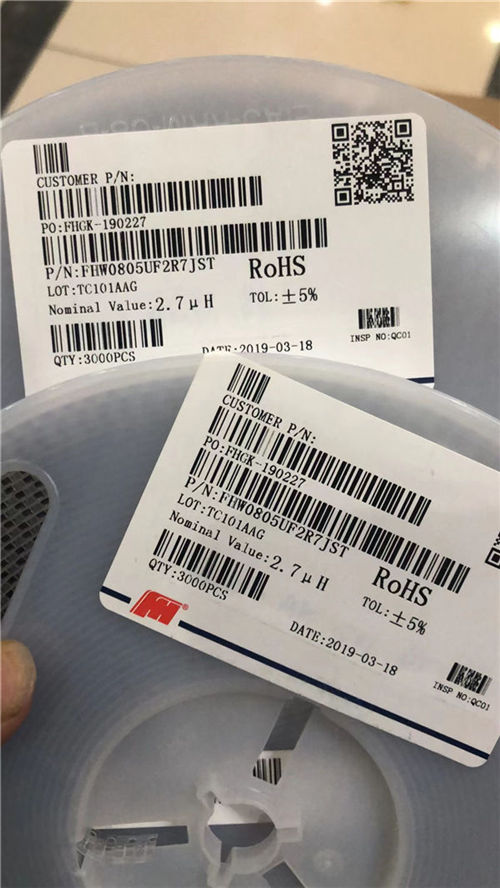 CUSTOMER P/N:
PO:FHGK-190227
P/N:FHW0805UF2R7JST
RoHS
LOT:TC101AAG
Nominal Value:2.7μH
TOL:±5%
QTY:3000PCS
DATE:2019-03-18
INSP NO:QC01
CUSTOMER P/N:
PO:FHGK-190227
P/N:FHW0805UF2R7JST
LOT:TC101AAG
RoHS
Nominal Value:2.7μH
TOL:±5%
QTY:3000PCS
DATE:2019-03-18
INSP NO:QC01